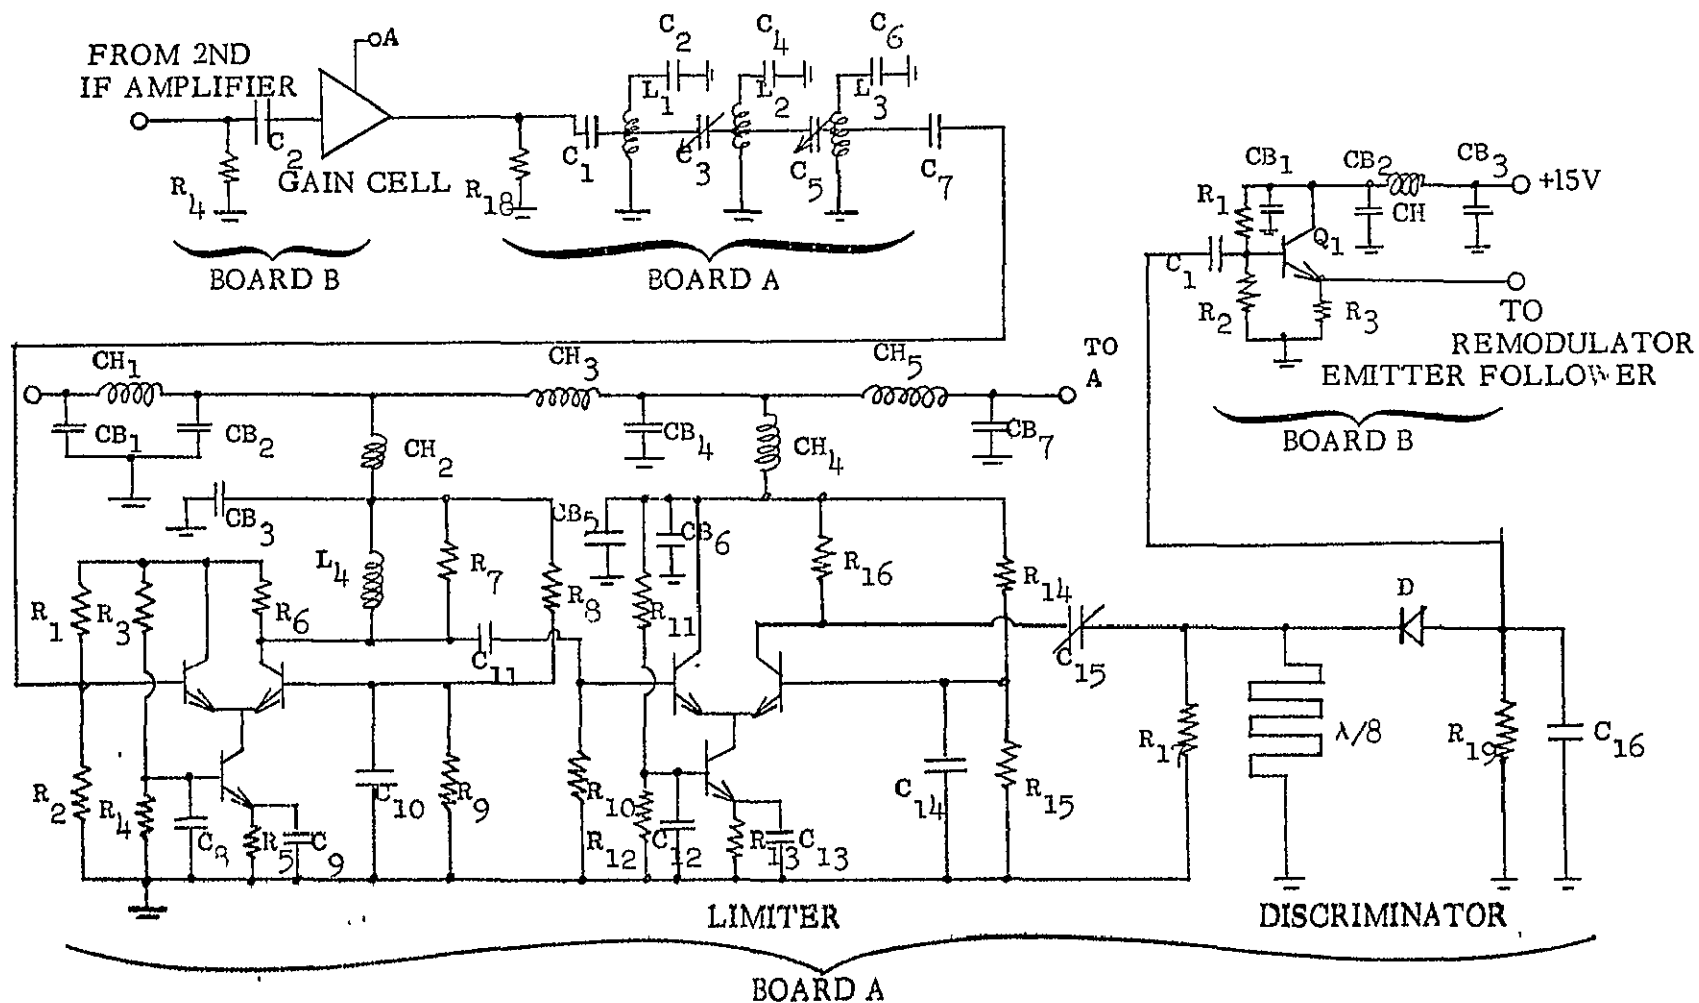 FROM 2ND
IF AMPLIFIER
A
C2
R4
GAIN CELL
BOARD B
R18
C1
L1
C2
C3
L2
C4
C5
L3
C6
C7
BOARD A
CB1
CB2
CB3
+15V
R1
CH
Q1
C1
R2
R3
TO
REMODULATOR
EMITTER FOLLOWER
BOARD B
CH1
CH3
CH5
TO
A
CB1
CB2
CH2
CB4
CH4
CB7
CB3
CB5
CB6
L4
R7
R8
R16
R14
R1
R3
R6
R11
C11
C15
D
R2
R4
C8
R5
C9
C10
R9
R10
R12
C12
R13
C13
C14
R15
R17
λ/8
R19
C16
LIMITER
DISCRIMINATOR
BOARD A